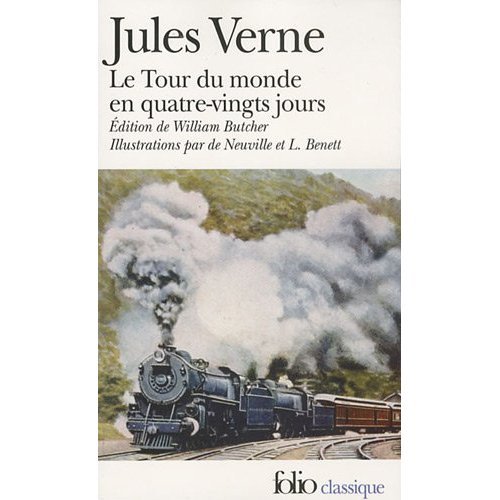 Jules Verne
Le Tour du monde
en quatre-vingts jours
Édition de William Butcher
Illustrations par de Neuville et L. Benett
folio classique